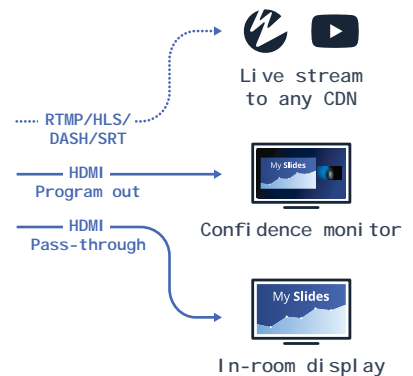 Live stream
to any CDN
RTMP/HLS/
DASH/SRT
HDMI
Program out
My Slides
Confidence monitor
HDMI
Pass-through
My Slides
In-room display